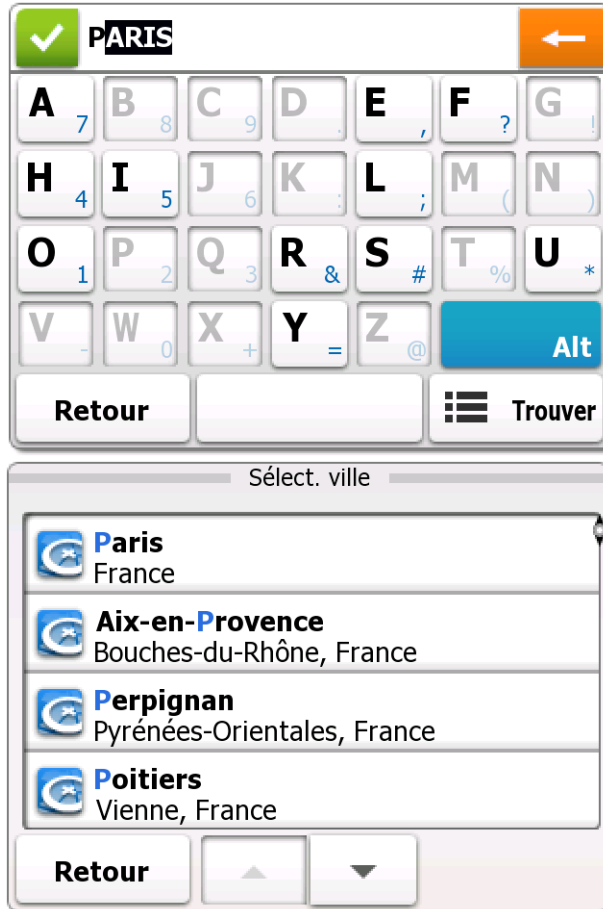 PARIS
A 7 B 8 C 9 D . E , F ? G !
H 4 I 5 J 6 K : L ; M ( N )
O 1 P 2 Q 3 R & S # T % U *
V - W 0 X + Y = Z @ Alt
Retour Trouver
Sélect. ville
Paris
France
Aix-en-Provence
Bouches-du-Rhône, France
Perpignan
Pyrénées-Orientales, France
Poitiers
Vienne, France
Retour